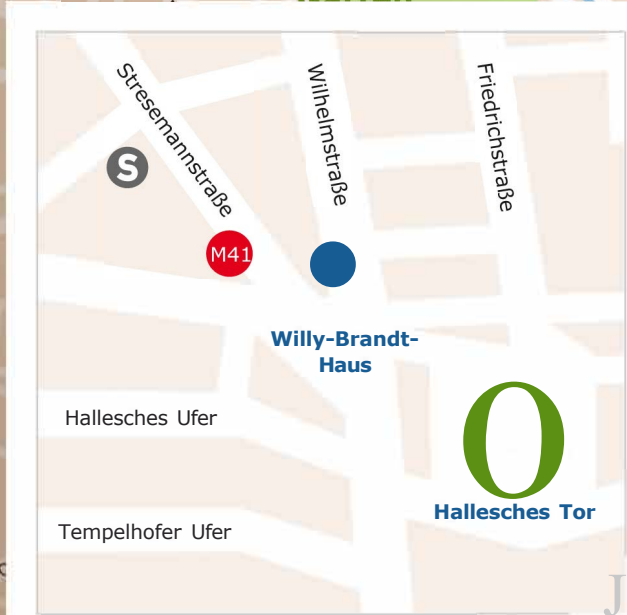 Stresemannstraße
Wilhelmstraße
Friedrichstraße
S
M41
Willy-Brandt-
Haus
Hallesches Ufer
O
Hallesches Tor
Tempelhofer Ufer
J